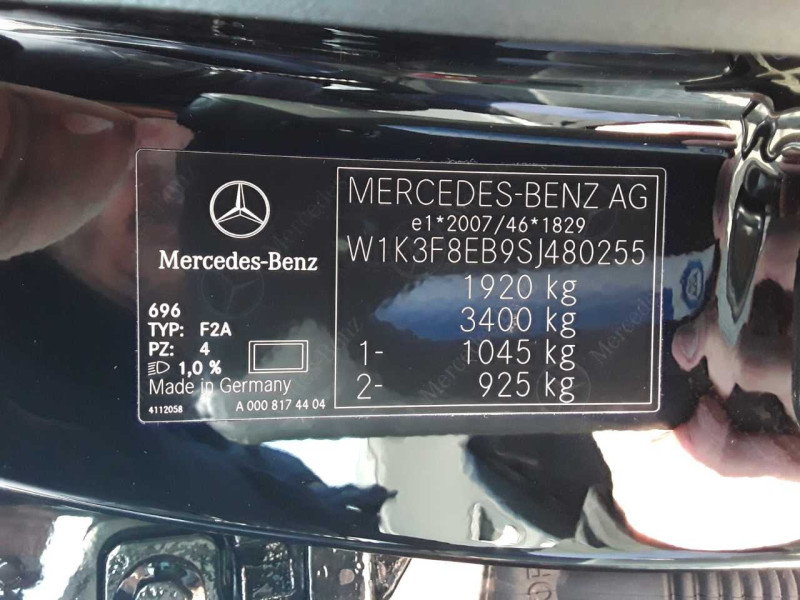 Mercedes-Benz
696
TYP: F2A
PZ: 4
1,0 %
Made in Germany
4112058 A 000 817 44 04
MERCEDES-BENZ AG
e1*2007/46*1829
W1K3F8EB9SJ480255
1920 kg
3400 kg
1- 1045 kg
2- 925 kg